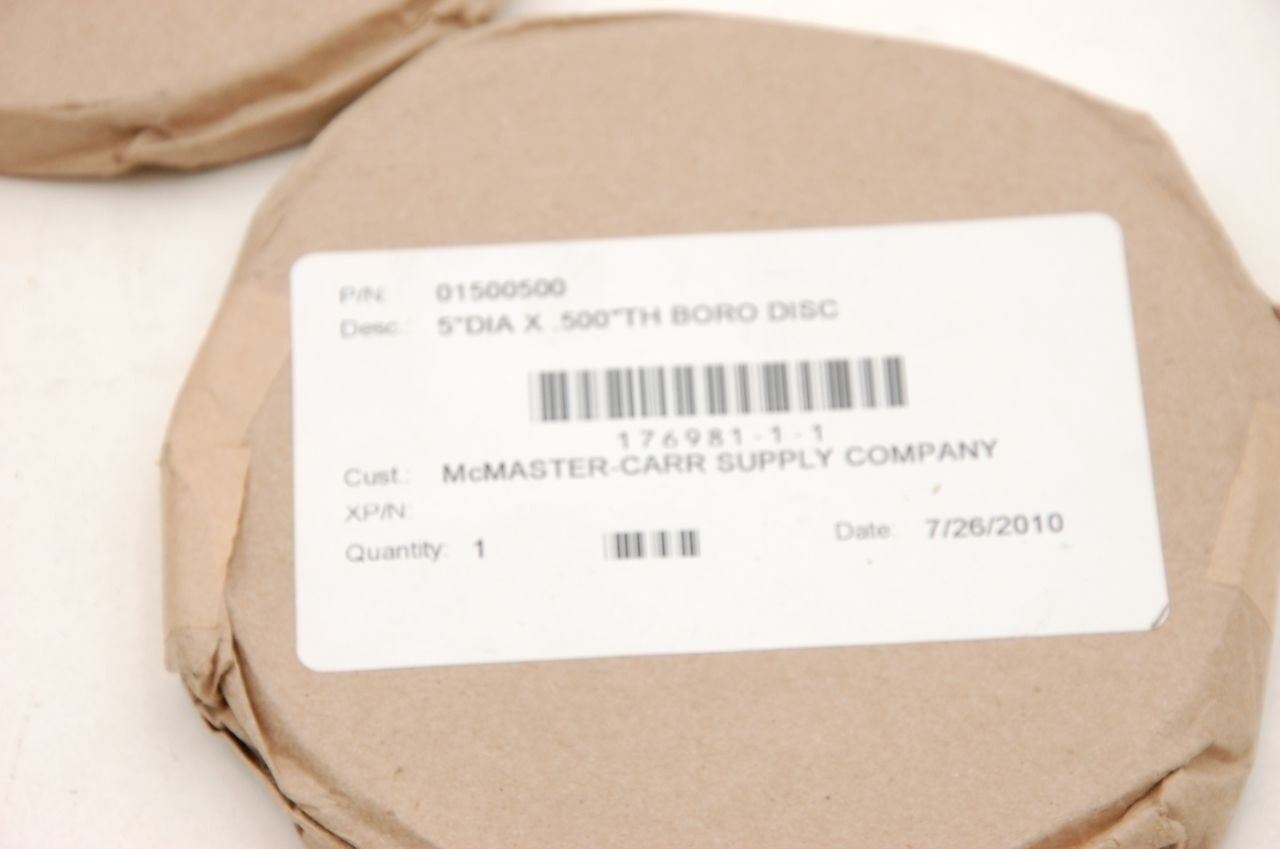 P/N: 01500500
Desc.: 5"DIA X .500"TH BORO DISC
176981-1-1
Cust.: McMASTER-CARR SUPPLY COMPANY
XP/N:
Quantity: 1 Date: 7/26/2010